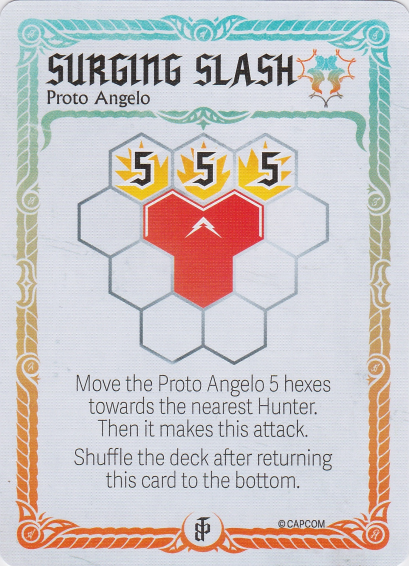 SURGING SLASH
Proto Angelo
5 5 5
Move the Proto Angelo 5 hexes
towards the nearest Hunter.
Then it makes this attack.
Shuffle the deck after returning
this card to the bottom.
© CAPCOM